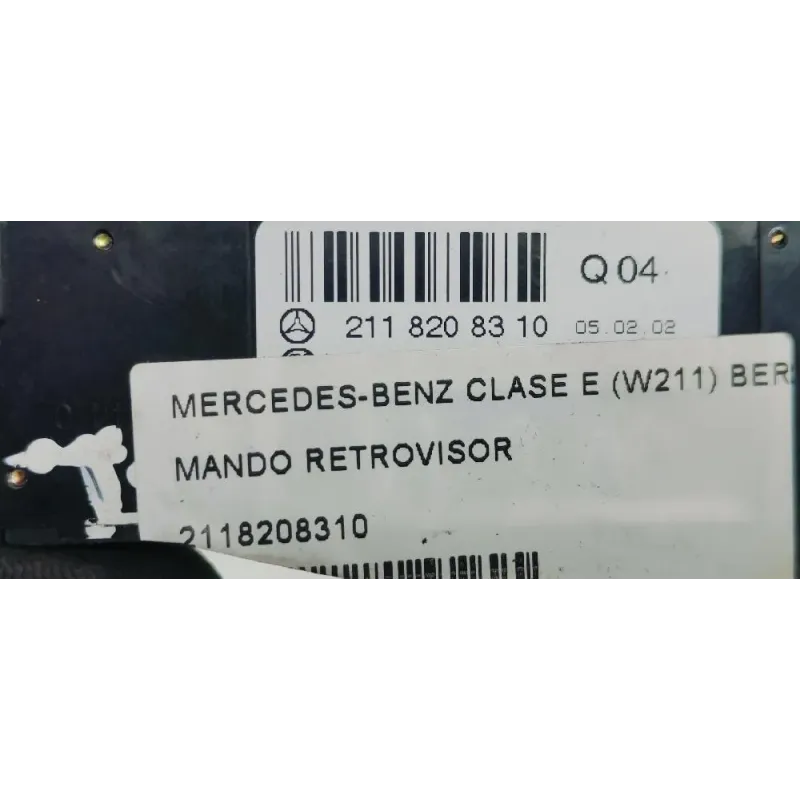 Q 04
211 820 83 10 05.02.02
MERCEDES-BENZ CLASE E (W211) BER
MANDO RETROVISOR
2118208310